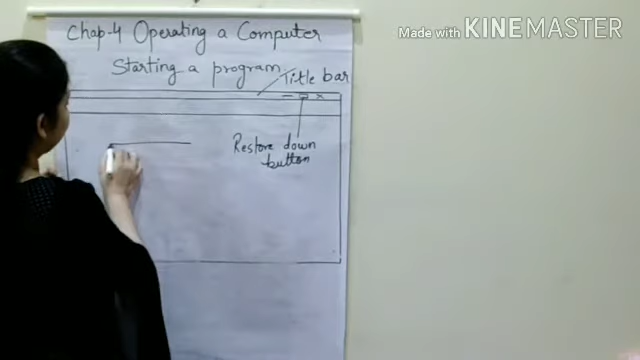 Chap-4 Operating a Computer
Starting a program
Title bar
Restore down
button
Made with KINEMASTER